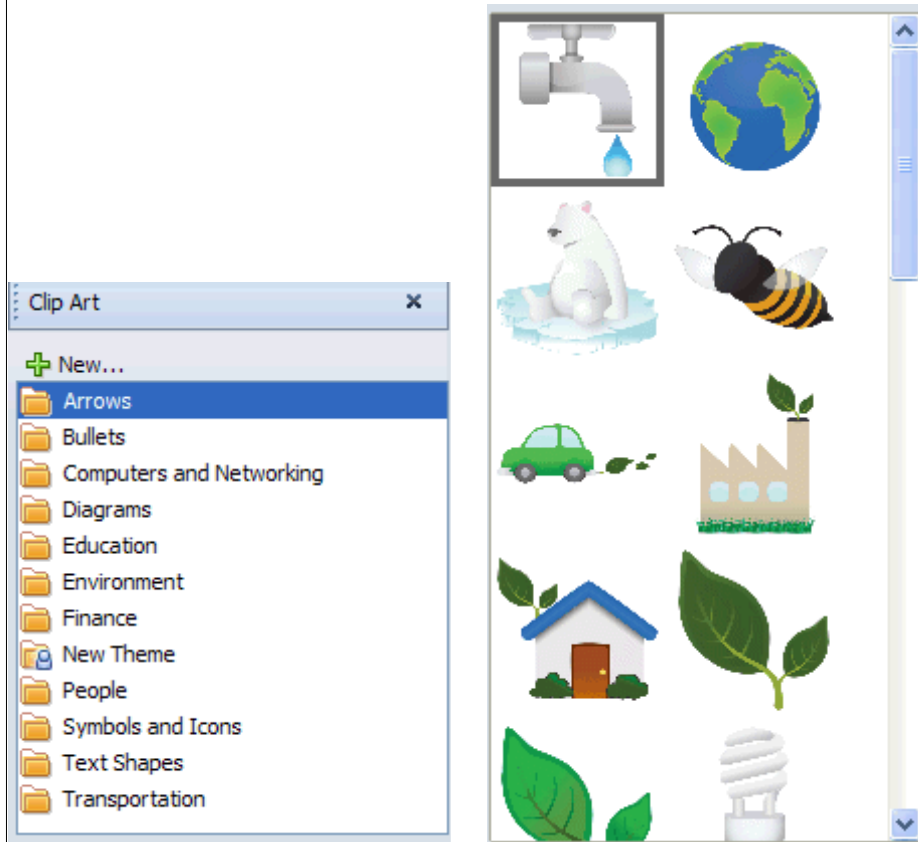 Clip Art
New...
Arrows
Bullets
Computers and Networking
Diagrams
Education
Environment
Finance
New Theme
People
Symbols and Icons
Text Shapes
Transportation